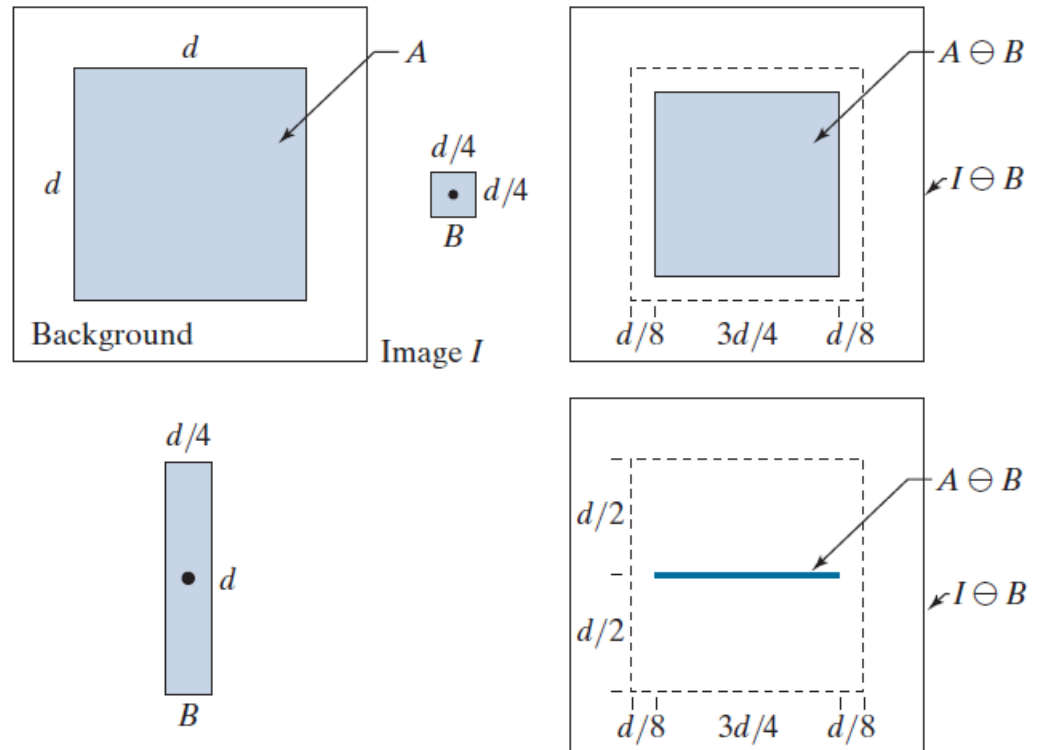 d
A
d
d/4
d/4
B
Background
Image I
A ⊖ B
I ⊖ B
d/8 3d/4 d/8
d/4
d
B
A ⊖ B
d/2
I ⊖ B
d/2
d/8 3d/4 d/8